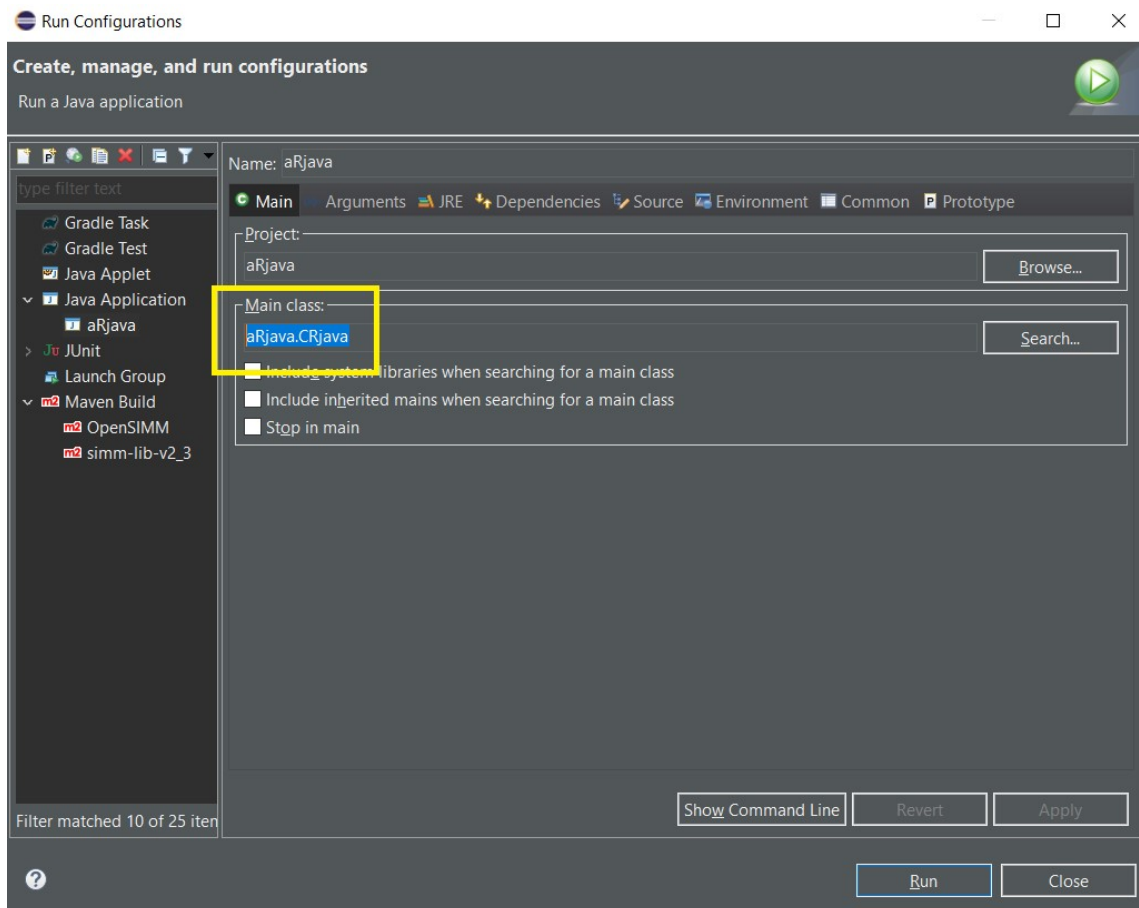 Run Configurations
Create, manage, and run configurations
Run a Java application
type filter text
Gradle Task
Gradle Test
Java Applet
Java Application
aRjava
JUnit
Launch Group
Maven Build
OpenSIMM
simm-lib-v2_3
Filter matched 10 of 25 iten
Name: aRjava
Main Arguments JRE Dependencies Source Environment Common Prototype
Project:
aRjava Browse...
Main class:
aRjava.CRjava Search...
Include system libraries when searching for a main class
Include inherited mains when searching for a main class
Stop in main
Show Command Line Revert Apply
Run Close